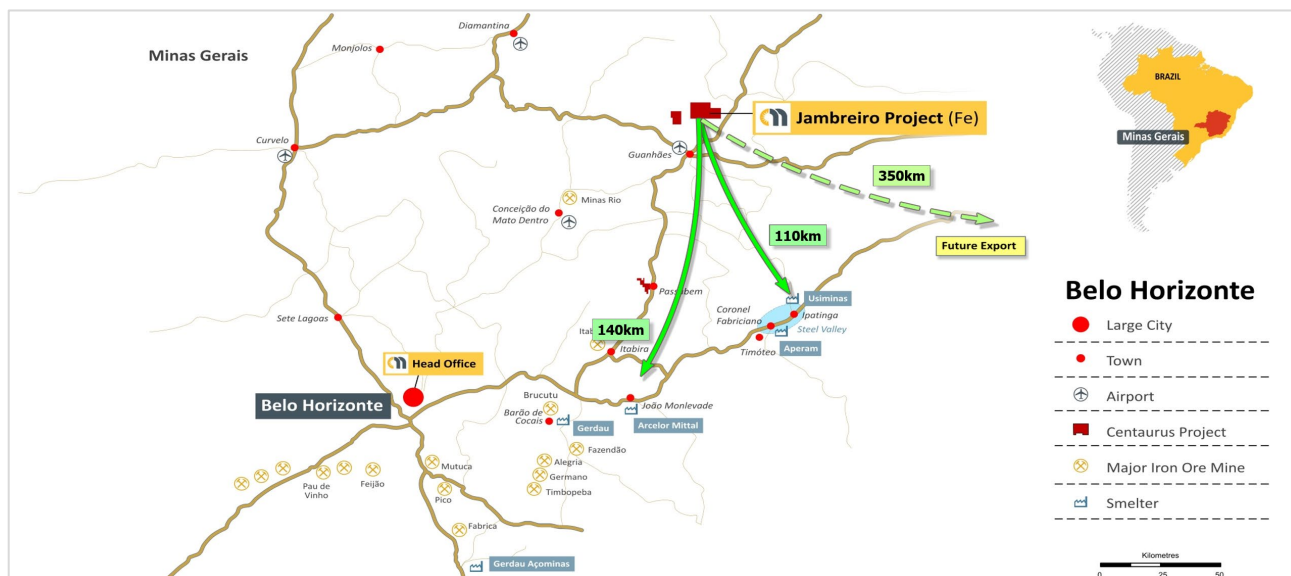 Minas Gerais
Diamantina
Monjolos
Curvelo
Jambreiro Project (Fe)
Guanhães
350km
Minas Rio
Conceição do
Mato Dentro
110km
Future Export
Passabem
Usiminas
Coronel
Fabriciano
Ipatinga
Steel Valley
Sete Lagoas
140km
Itabira
Timóteo
Aperam
Head Office
Belo Horizonte
Brucutu
Barão de
Cocais
João Monlevade
Gerdau
Arcelor Mittal
Fazendão
Mutuca
Alegria
Germano
Timbopeba
Pau de
Vinho
Feijão
Pico
Fabrica
Gerdau Açominas
BRAZIL
Minas Gerais
Belo Horizonte
Large City
Town
Airport
Centaurus Project
Major Iron Ore Mine
Smelter
Kilometres
0 25 50